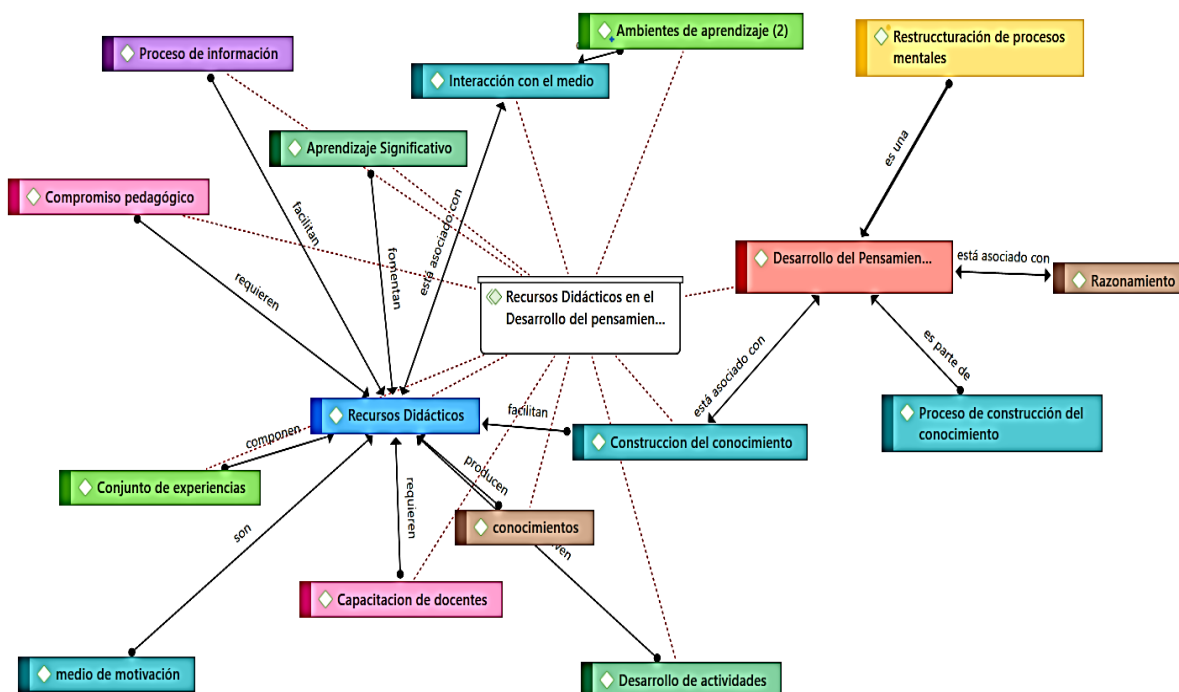 Ambientes de aprendizaje (2)
Proceso de información
Restruccturación de procesos
mentales
Interacción con el medio
Aprendizaje Significativo
es una
Compromiso pedagógico
facilitan
está asociado con
fomentan
requieren
Desarrollo del Pensamien...
está asociado con
Razonamiento
Recursos Didácticos en el
Desarrollo del pensamien...
es parte de
está asociado con
Recursos Didácticos
facilitan
Construccion del conocimiento
Proceso de construcción del
conocimiento
componen
producen
Conjunto de experiencias
requieren
conocimientos
son
Capacitacion de docentes
medio de motivación
Desarrollo de actividades